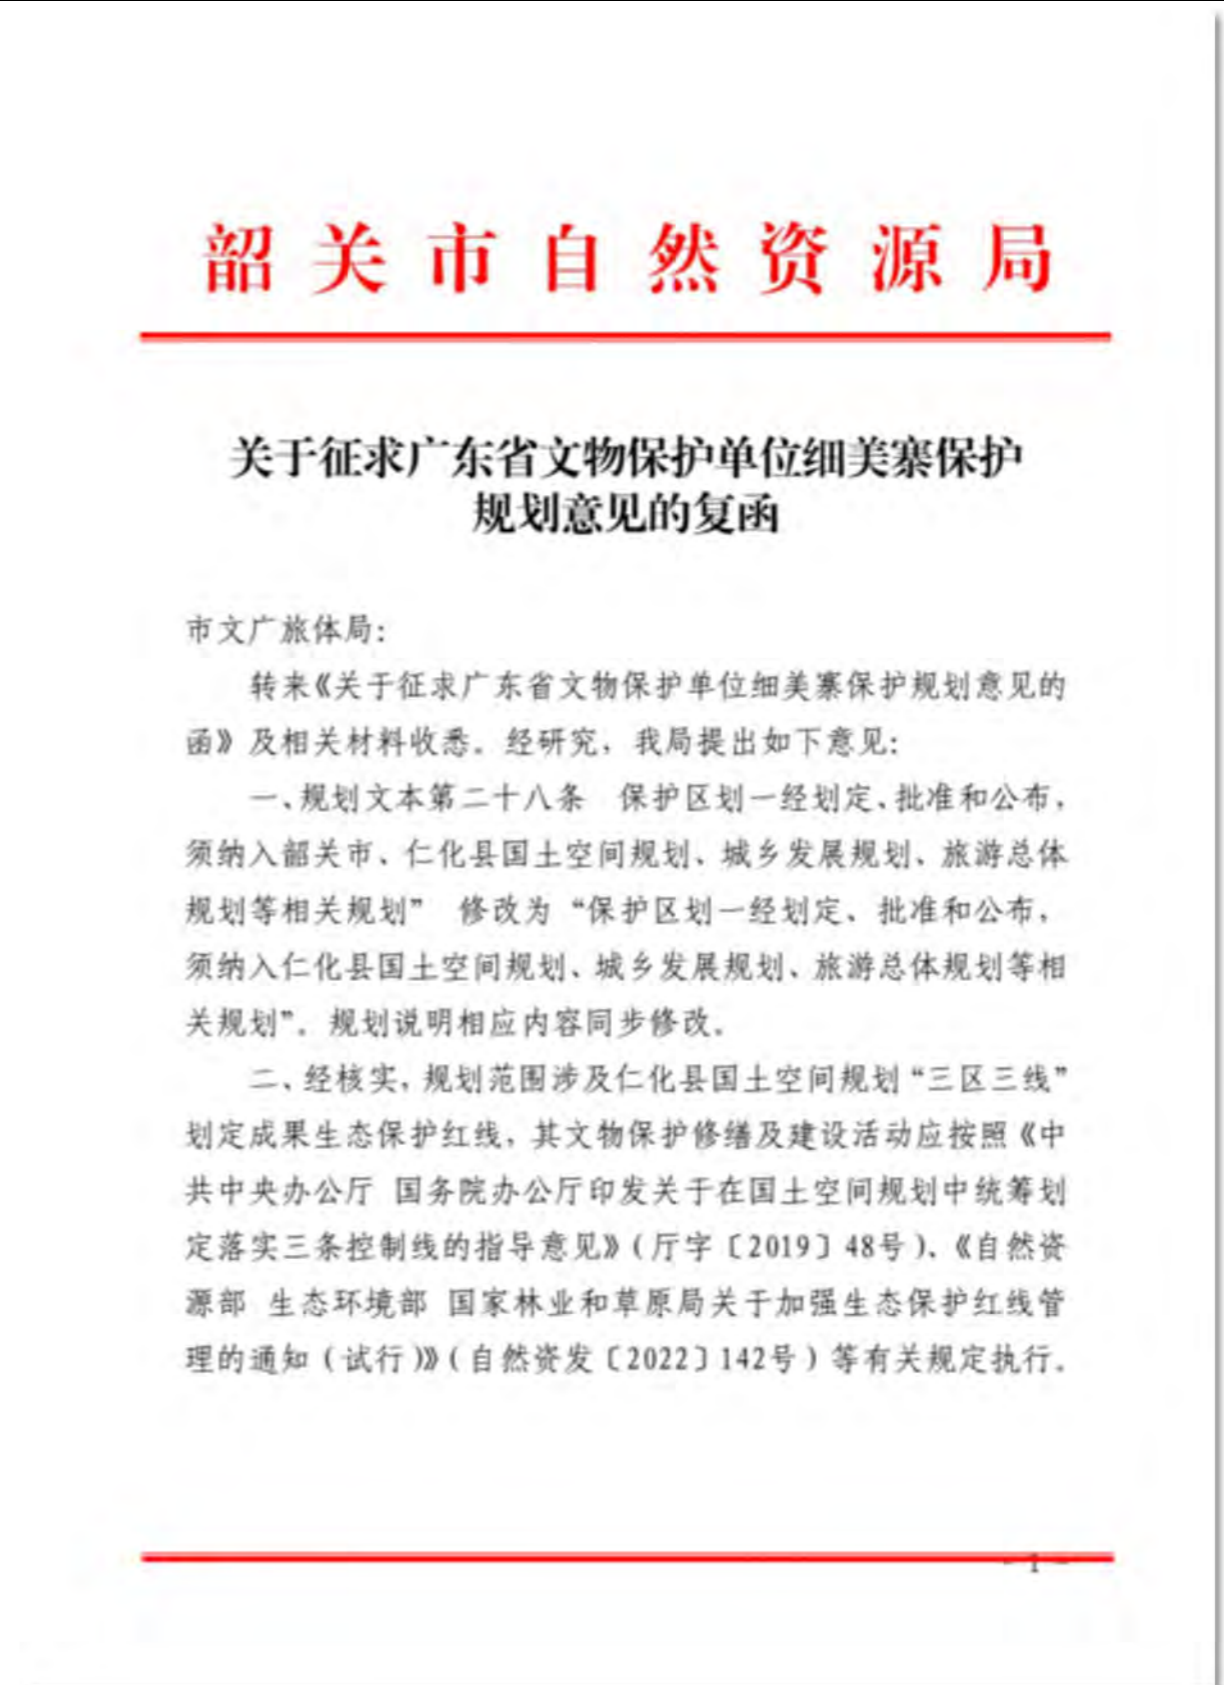 韶关市自然资源局
关于征求广东省文物保护单位细美寨保护
规划意见的复函
市文广旅体局：
转来《关于征求广东省文物保护单位细美寨保护规划意见的
函》及相关材料收悉。经研究，我局提出如下意见：
一、规划文本第二十八条　保护区划一经划定、批准和公布，
须纳入韶关市、仁化县国土空间规划、城乡发展规划、旅游总体
规划等相关规划” 修改为“保护区划一经划定、批准和公布，
须纳入仁化县国土空间规划、城乡发展规划、旅游总体规划等相
关规划”。规划说明相应内容同步修改。
二、经核实，规划范围涉及仁化县国土空间规划“三区三线”
划定成果生态保护红线，其文物保护修缮及建设活动应按照《中
共中央办公厅 国务院办公厅印发关于在国土空间规划中统筹划
定落实三条控制线的指导意见》（厅字〔2019〕48号）、《自然资
源部 生态环境部 国家林业和草原局关于加强生态保护红线管
理的通知（试行）》（自然资发〔2022〕142号）等有关规定执行。
- 1 -